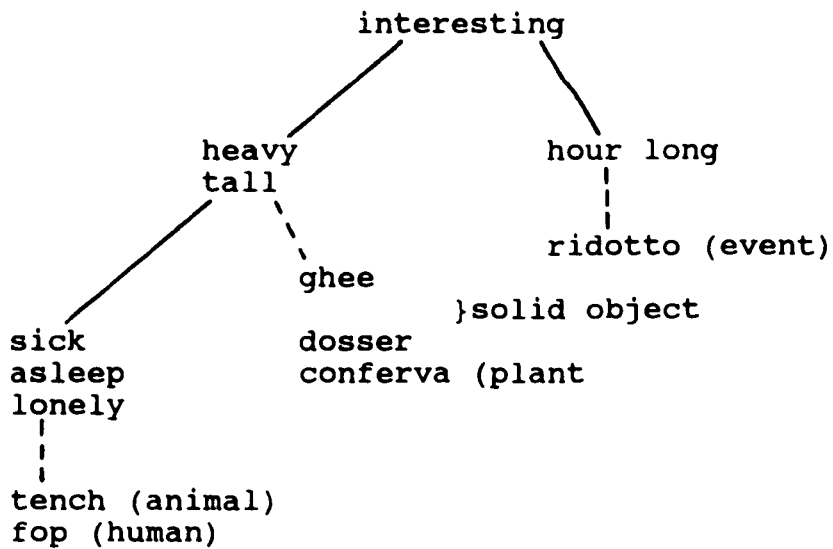 interesting
heavy
tall
hour long
ridotto (event)
ghee
}solid object
sick
asleep
lonely
dosser
conferva (plant
tench (animal)
fop (human)